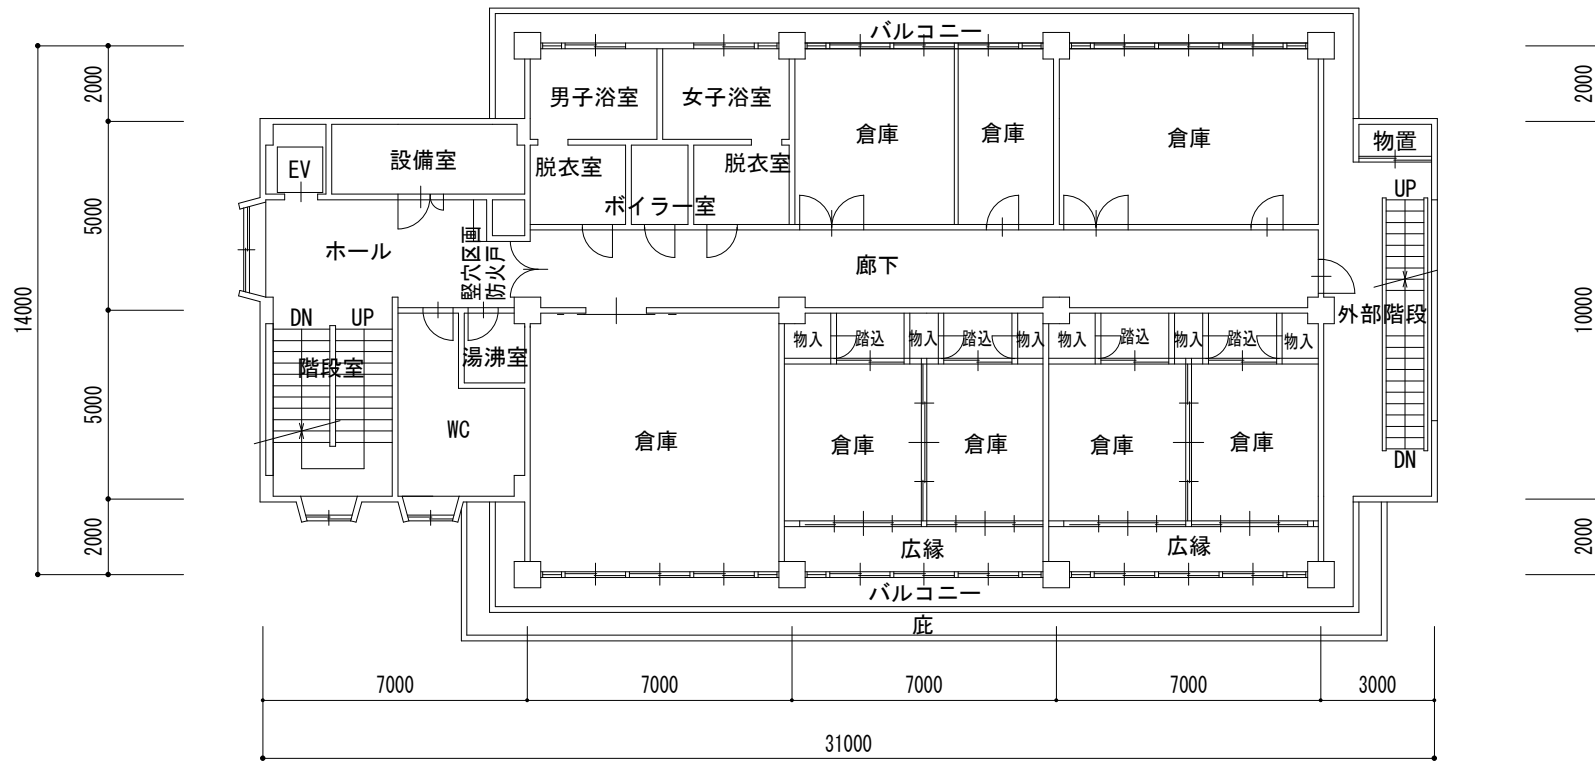 バルコニー
2000
2000
男子浴室
女子浴室
倉庫
倉庫
倉庫
物置
設備室
EV
脱衣室
脱衣室
UP
ボイラー室
5000
10000
14000
ホール
竪穴区画
防火戸
廊下
DN
UP
外部階段
物入
踏込
物入
踏込
物入
物入
踏込
物入
踏込
物入
階段室
湯沸室
5000
WC
倉庫
倉庫
倉庫
倉庫
倉庫
DN
2000
2000
広縁
広縁
バルコニー
庇
7000
7000
7000
7000
3000
31000